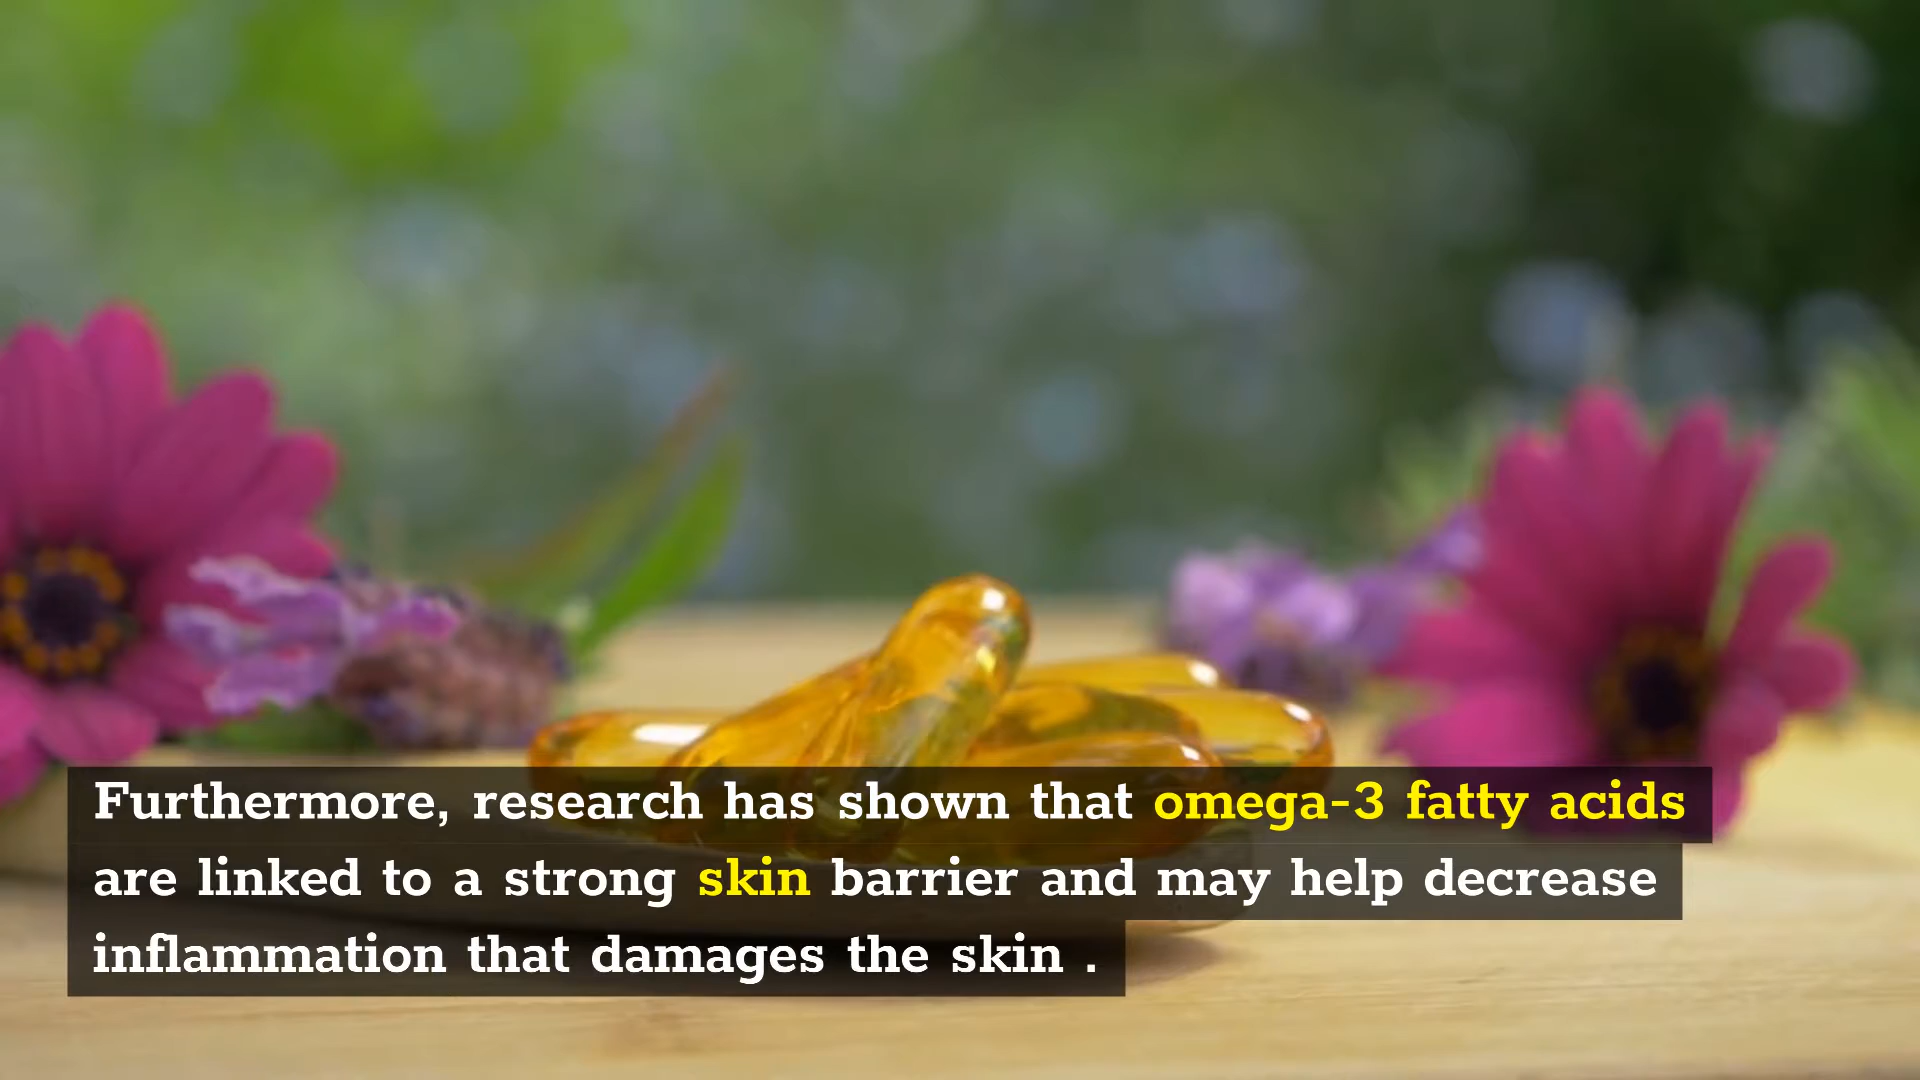 Furthermore, research has shown that omega-3 fatty acids
are linked to a strong skin barrier and may help decrease
inflammation that damages the skin .